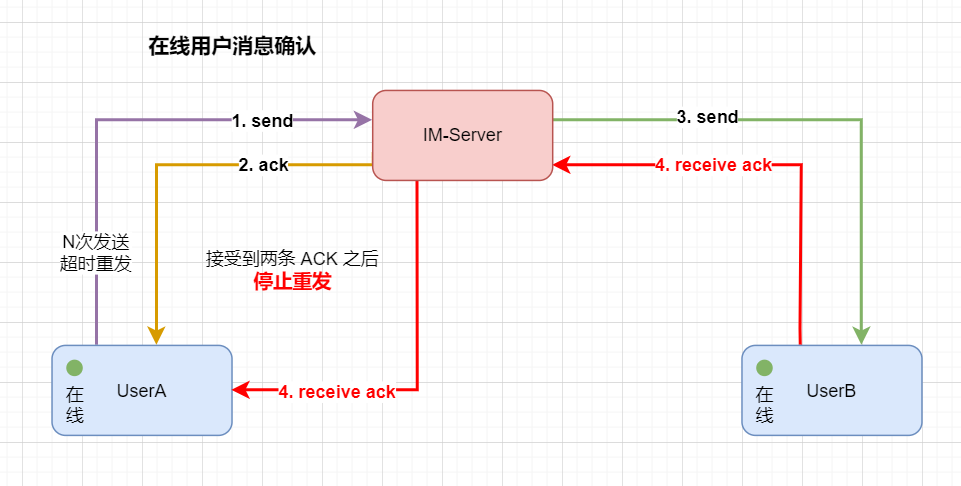 在线用户消息确认
1. send
IM-Server
3. send
2. ack
4. receive ack
N次发送
超时重发
接受到两条 ACK 之后
停止重发
在
线
UserA
4. receive ack
在
线
UserB